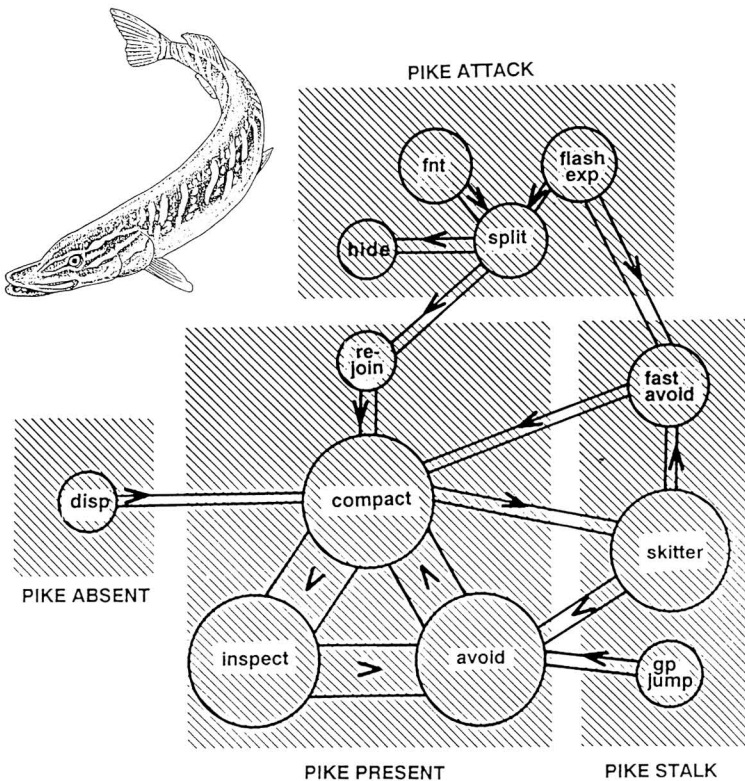 PIKE ATTACK
fnt
flash
exp
split
hide
re-
join
fast
avoid
disp
compact
skitter
PIKE ABSENT
inspect
avoid
gp
jump
PIKE PRESENT
PIKE STALK